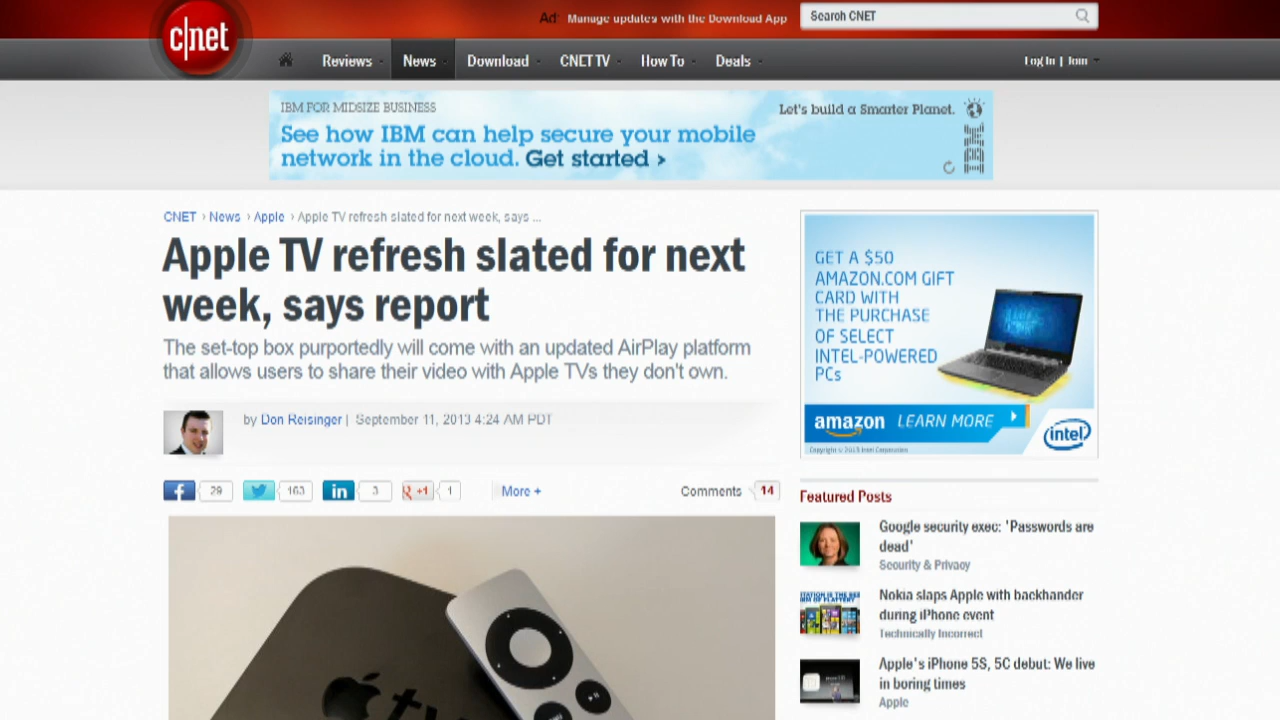 c|net
Ad: Manage updates with the Download App
Search CNET
Reviews
News
Download
CNET TV
How To
Deals
Log In | Join
IBM FOR MIDSIZE BUSINESS
See how IBM can help secure your mobile
network in the cloud. Get started >
Let's build a Smarter Planet.
IBM
CNET › News › Apple › Apple TV refresh slated for next week, says ...
Apple TV refresh slated for next
week, says report
The set-top box purportedly will come with an updated AirPlay platform
that allows users to share their video with Apple TVs they don't own.
by Don Reisinger | September 11, 2013 4:24 AM PDT
f 29
163
in 3
g +1 1
More +
Comments 14
tv
GET A $50
AMAZON.COM GIFT
CARD WITH
THE PURCHASE
OF SELECT
INTEL-POWERED
PCs
amazon LEARN MORE
intel
Copyright © 2013 Intel Corporation
Featured Posts
Google security exec: 'Passwords are
dead'
Security & Privacy
Nokia slaps Apple with backhander
during iPhone event
Technically Incorrect
Apple's iPhone 5S, 5C debut: We live
in boring times
Apple